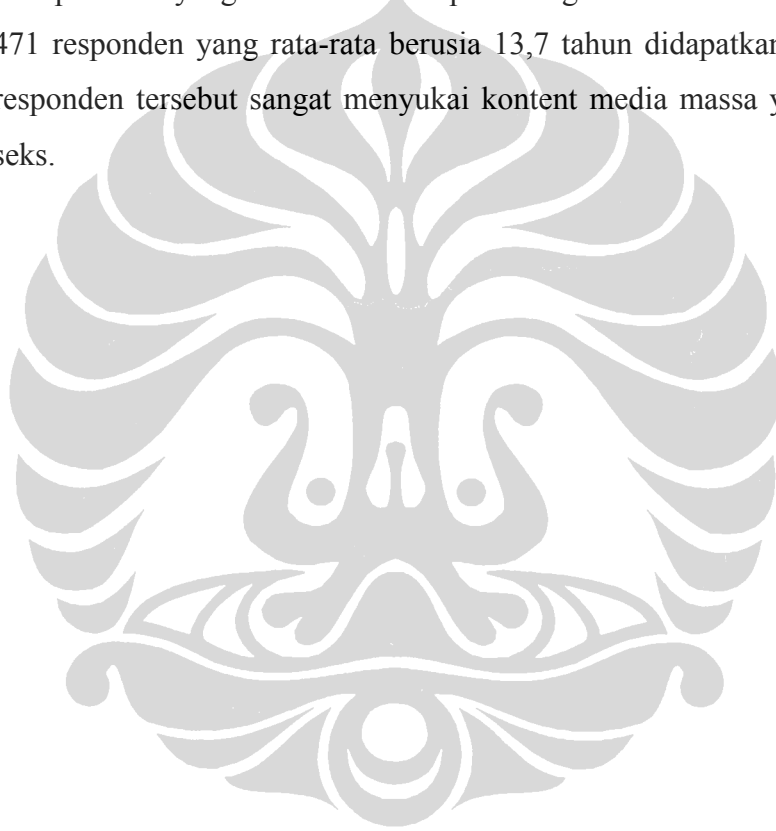 471 responden yang rata-rata berusia 13,7 tahun didapatkan
responden tersebut sangat menyukai kontent media massa y
seks.